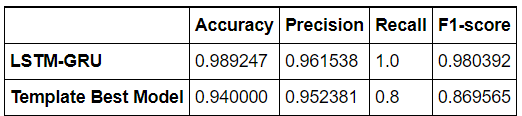 Accuracy Precision Recall F1-score
LSTM-GRU 0.989247 0.961538 1.0 0.980392
Template Best Model 0.940000 0.952381 0.8 0.869565